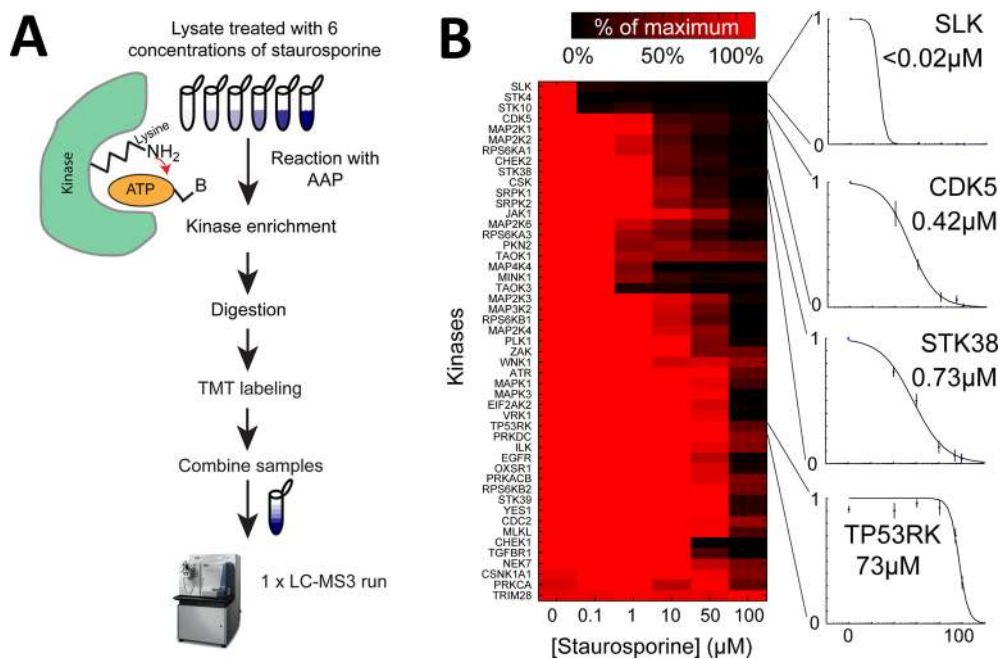 A
Lysate treated with 6
concentrations of staurosporine
Kinase
Lysine
NH2
ATP
B
Reaction with
AAP
Kinase enrichment
Digestion
TMT labeling
Combine samples
1 x LC-MS3 run
B
% of maximum
0% 50% 100%
Kinases
SLK
STK4
STK10
CDK5
MAP2K1
MAP2K2
RPS6KA1
CHEK2
STK38
CSK
SRPK1
SRPK2
JAK1
MAP2K6
RPS6KA3
PKN2
TAOK1
MAP4K4
MINK1
TAOK3
MAP2K3
MAP3K2
RPS6KB1
MAP2K4
PLK1
ZAK
WNK1
ATR
MAPK1
MAPK3
EIF2AK2
VRK1
TP53RK
PRKDC
ILK
EGFR
OXSR1
PRKACB
RPS6KB2
STK39
YES1
CDC2
MLKL
CHEK1
TGFBR1
NEK7
CSNK1A1
PRKCA
TRIM28
0 0.1 1 10 50 100
[Staurosporine] (μM)
1
SLK
<0.02μM
0
1
CDK5
0.42μM
0
1
STK38
0.73μM
0
1
TP53RK
73μM
0
0 100